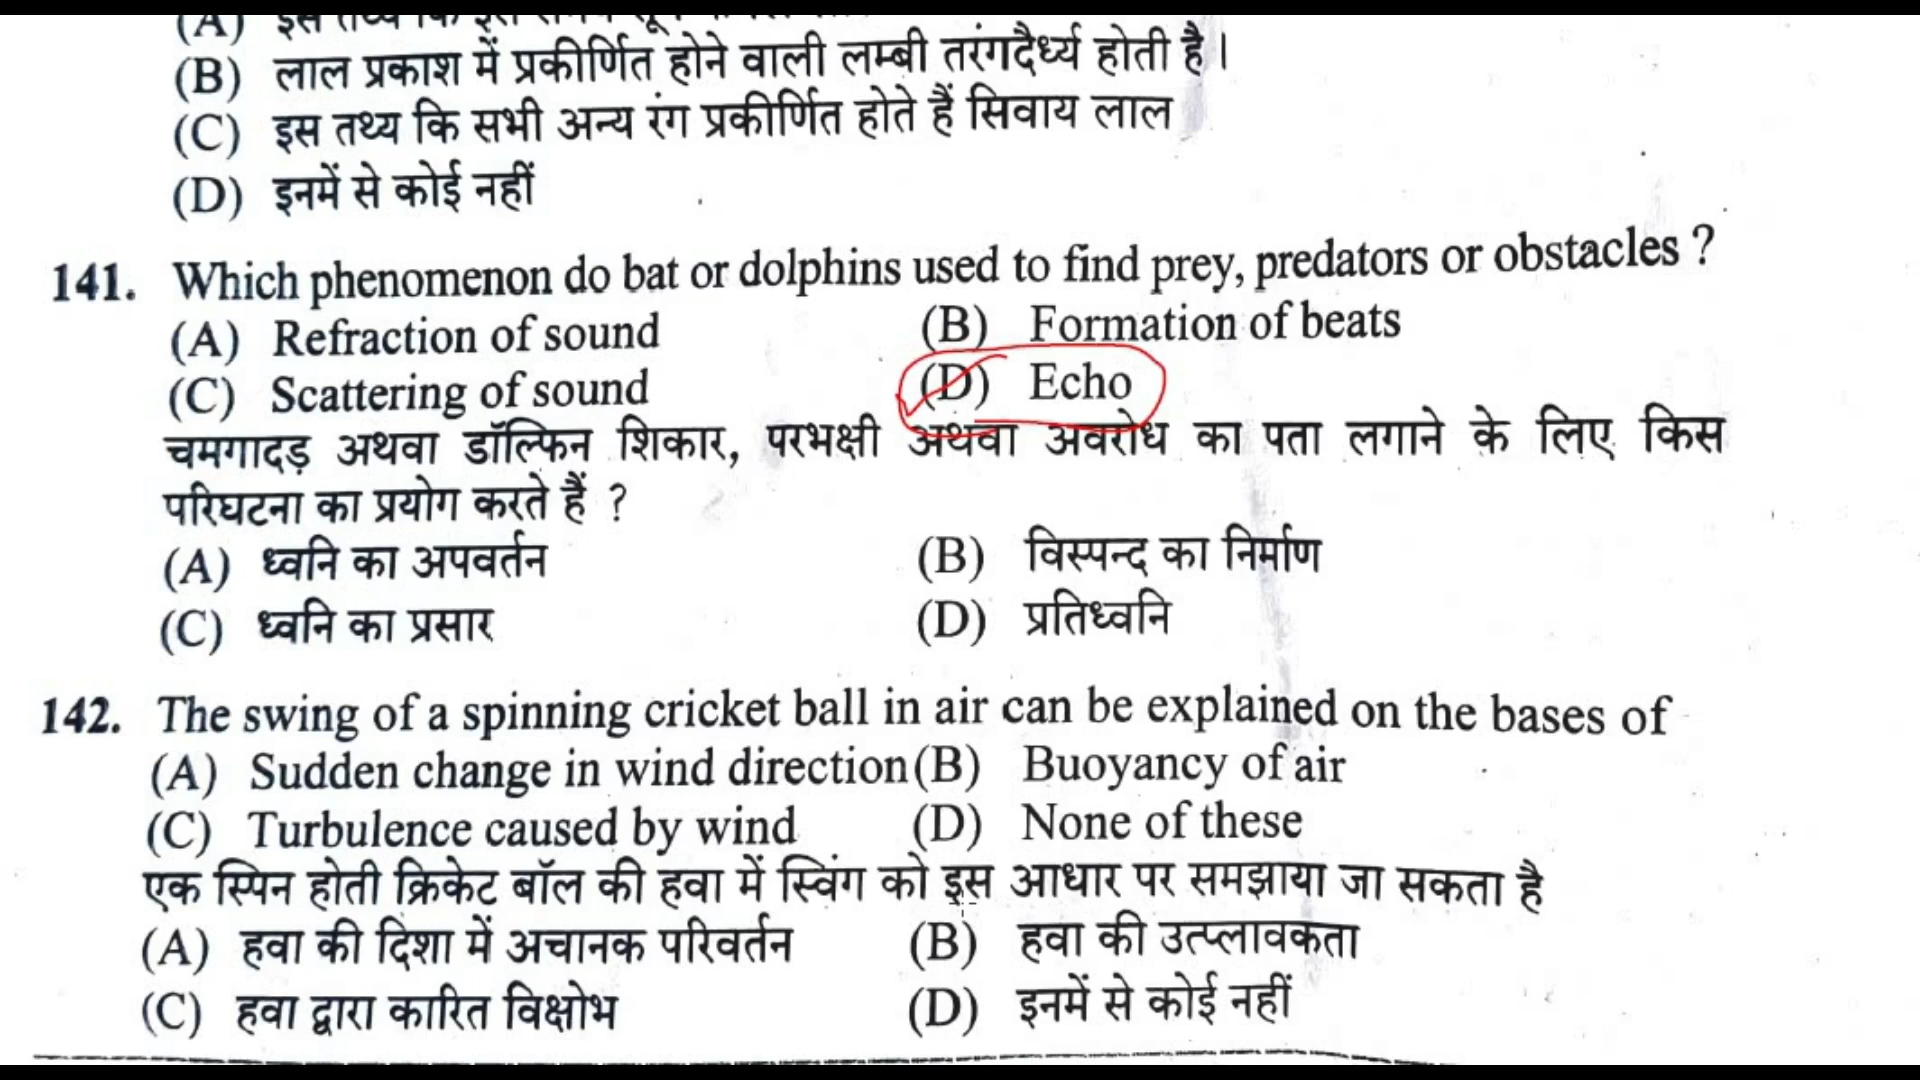 (B) लाल प्रकाश में प्रकीर्णित होने वाली लम्बी तरंगदैर्ध्य होती है।
(C) इस तथ्य कि सभी अन्य रंग प्रकीर्णित होते हैं सिवाय लाल
(D) इनमें से कोई नहीं
141. Which phenomenon do bat or dolphins used to find prey, predators or obstacles ?
(A) Refraction of sound (B) Formation of beats
(C) Scattering of sound (D) Echo
चमगादड़ अथवा डॉल्फिन शिकार, परभक्षी अथवा अवरोध का पता लगाने के लिए किस
परिघटना का प्रयोग करते हैं ?
(A) ध्वनि का अपवर्तन (B) विस्पन्द का निर्माण
(C) ध्वनि का प्रसार (D) प्रतिध्वनि
142. The swing of a spinning cricket ball in air can be explained on the bases of
(A) Sudden change in wind direction (B) Buoyancy of air
(C) Turbulence caused by wind (D) None of these
एक स्पिन होती क्रिकेट बॉल की हवा में स्विंग को इस आधार पर समझाया जा सकता है
(A) हवा की दिशा में अचानक परिवर्तन (B) हवा की उत्प्लावकता
(C) हवा द्वारा कारित विक्षोभ (D) इनमें से कोई नहीं